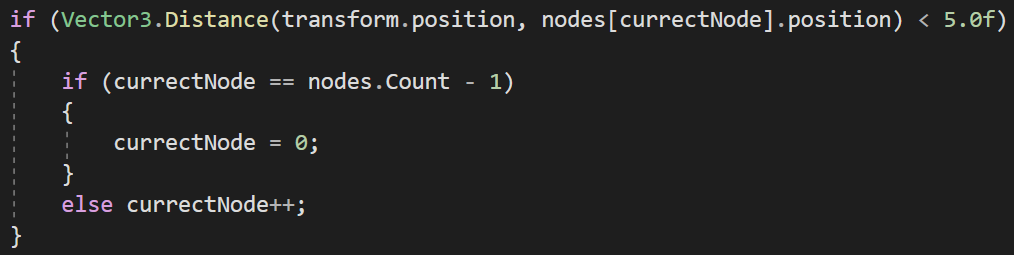 if (Vector3.Distance(transform.position, nodes[currectNode].position) < 5.0f)
{
if (currectNode == nodes.Count - 1)
{
currectNode = 0;
}
else currectNode++;
}